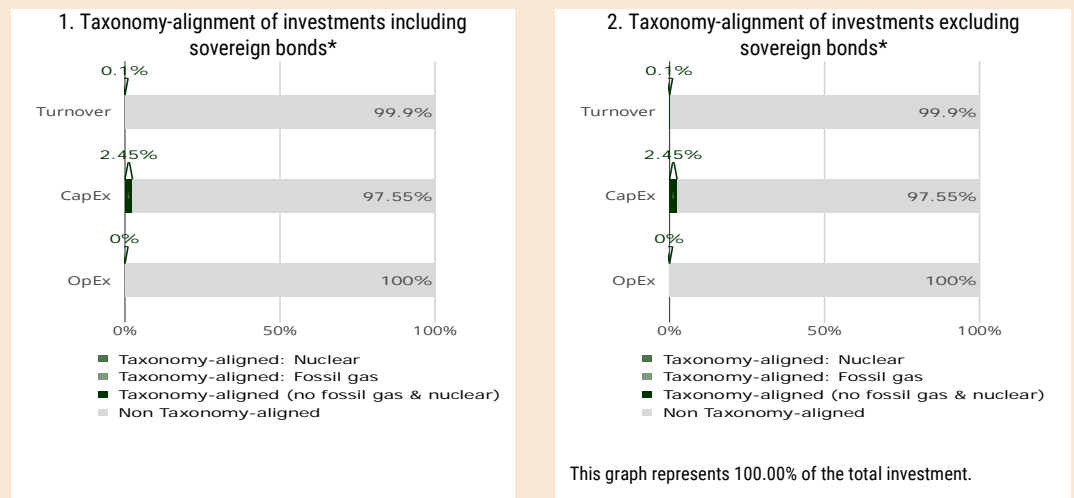 1. Taxonomy-alignment of investments including
sovereign bonds*
0.1%
Turnover
99.9%
2.45%
CapEx
97.55%
0%
OpEx
100%
0%
50%
100%
Taxonomy-aligned: Nuclear
Taxonomy-aligned: Fossil gas
Taxonomy-aligned (no fossil gas & nuclear)
Non Taxonomy-aligned
2. Taxonomy-alignment of investments excluding
sovereign bonds*
0.1%
Turnover
99.9%
2.45%
CapEx
97.55%
0%
OpEx
100%
0%
50%
100%
Taxonomy-aligned: Nuclear
Taxonomy-aligned: Fossil gas
Taxonomy-aligned (no fossil gas & nuclear)
Non Taxonomy-aligned
This graph represents 100.00% of the total investment.